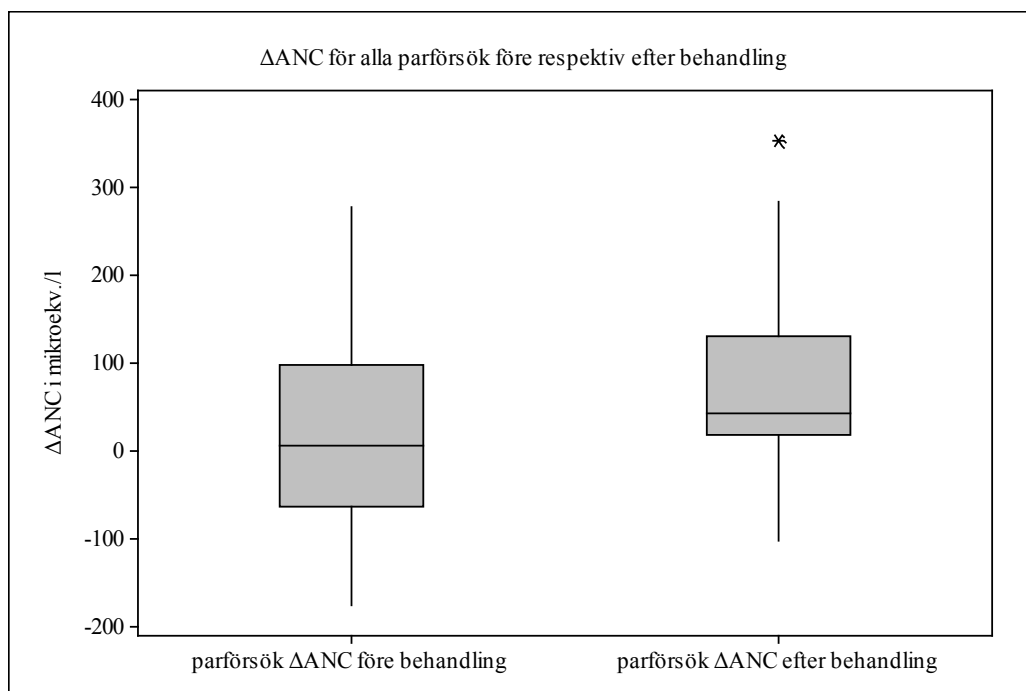 ΔANC för alla parförsök före respektiv efter behandling
400
300
200
100
0
-100
-200
ΔANC i mikroekv./l
parförsök ΔANC före behandling
parförsök ΔANC efter behandling